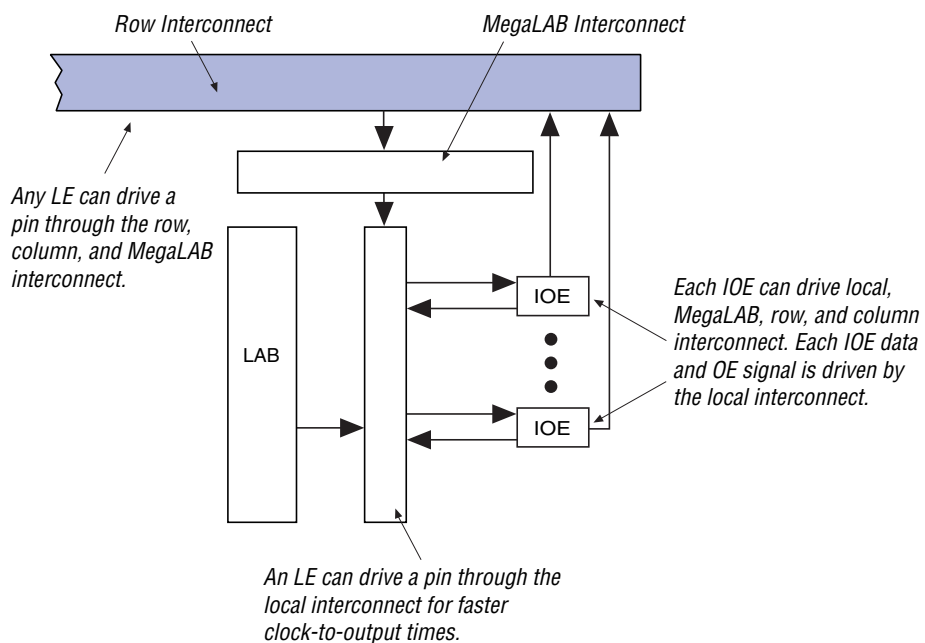 Row Interconnect
MegaLAB Interconnect
Any LE can drive a
pin through the row,
column, and MegaLAB
interconnect.
LAB
IOE
IOE
Each IOE can drive local,
MegaLAB, row, and column
interconnect. Each IOE data
and OE signal is driven by
the local interconnect.
An LE can drive a pin through the
local interconnect for faster
clock-to-output times.